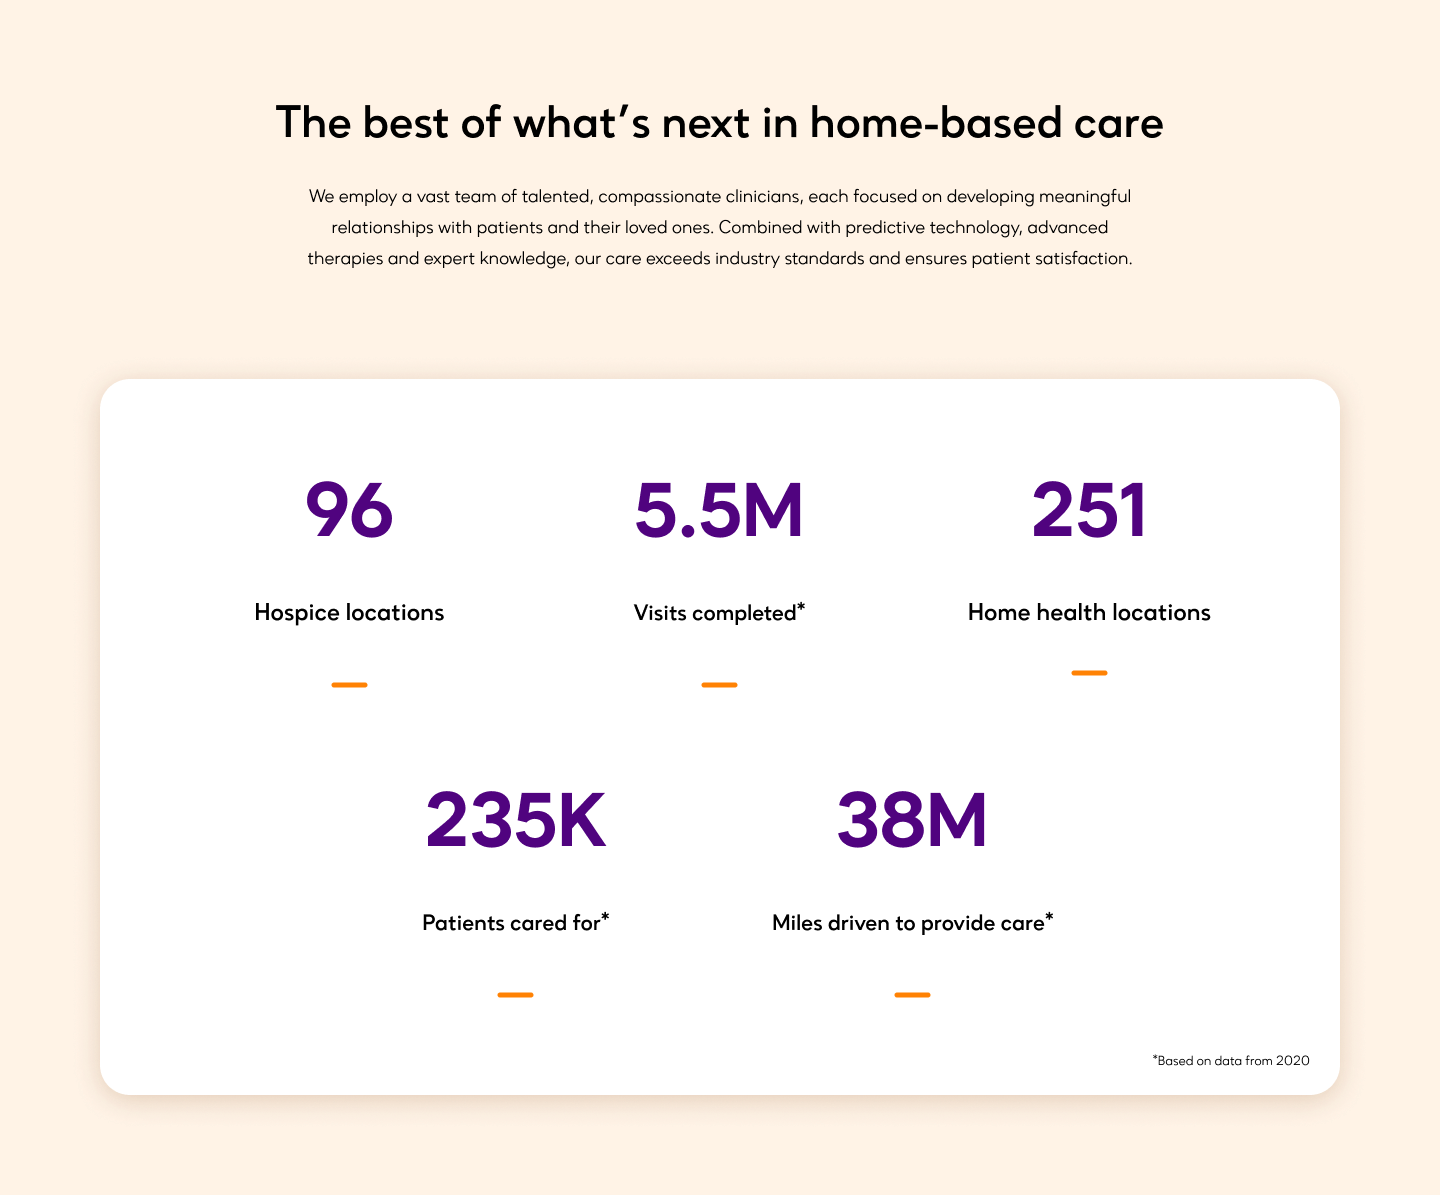 The best of what’s next in home-based care
We employ a vast team of talented, compassionate clinicians, each focused on developing meaningful
relationships with patients and their loved ones. Combined with predictive technology, advanced
therapies and expert knowledge, our care exceeds industry standards and ensures patient satisfaction.
96
Hospice locations
5.5M
Visits completed*
251
Home health locations
235K
Patients cared for*
38M
Miles driven to provide care*
*Based on data from 2020